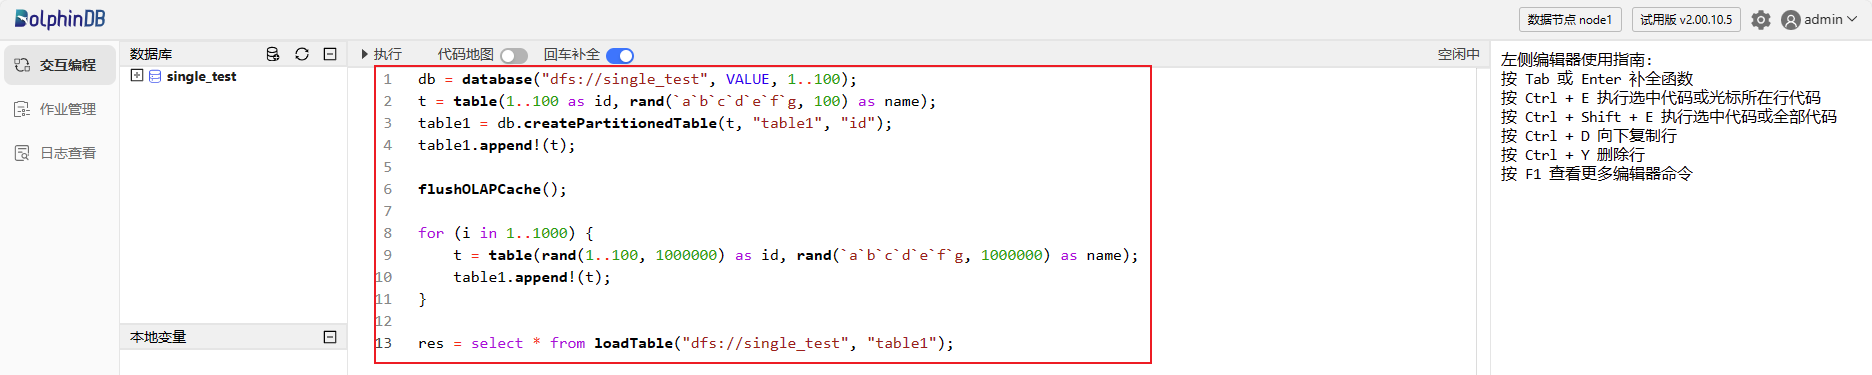 DolphinDB
数据节点 node1
试用版 v2.00.10.5
admin
交互编程
作业管理
日志查看
数据库
single_test
本地变量
执行
代码地图
回车补全
空闲中
1 db = database("dfs://single_test", VALUE, 1..100);
2 t = table(1..100 as id, rand(`a`b`c`d`e`f`g, 100) as name);
3 table1 = db.createPartitionedTable(t, "table1", "id");
4 table1.append!(t);
5
6 flushOLAPCache();
7
8 for (i in 1..1000) {
9     t = table(rand(1..100, 1000000) as id, rand(`a`b`c`d`e`f`g, 1000000) as name);
10     table1.append!(t);
11 }
12
13 res = select * from loadTable("dfs://single_test", "table1");
左侧编辑器使用指南:
按 Tab 或 Enter 补全函数
按 Ctrl + E 执行选中代码或光标所在行代码
按 Ctrl + Shift + E 执行选中代码或全部代码
按 Ctrl + D 向下复制行
按 Ctrl + Y 删除行
按 F1 查看更多编辑器命令